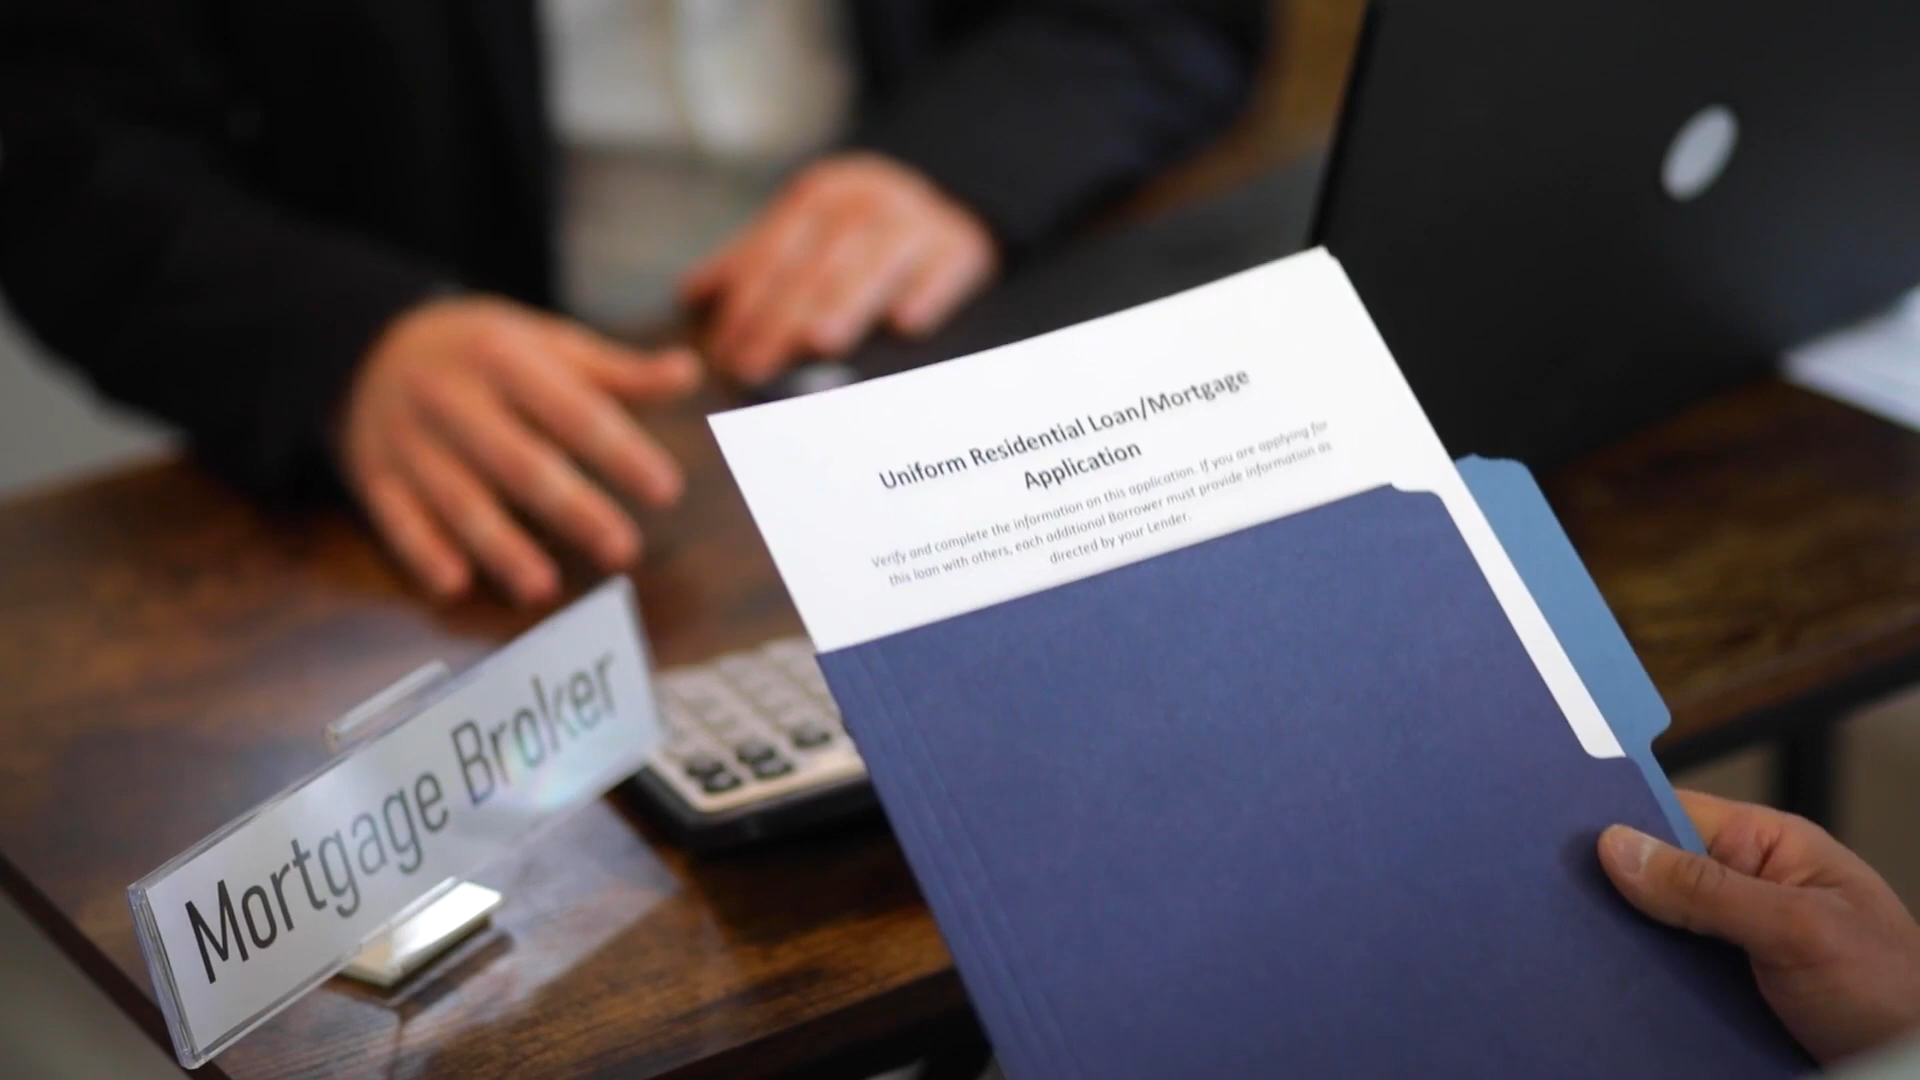 Uniform Residential Loan/Mortgage
Application
Verify and complete the information on this application. If you are applying for
this loan with others, each additional Borrower must provide information as
directed by your Lender.
Mortgage Broker